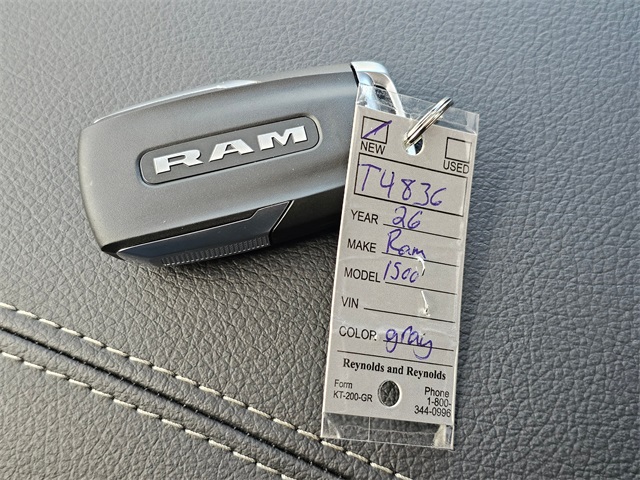 RAM
NEW
USED
T4836
YEAR 26
MAKE Ram
MODEL 1500
VIN
COLOR gray
Reynolds and Reynolds
Form
KT-200-GR
Phone
1-800-
344-0996